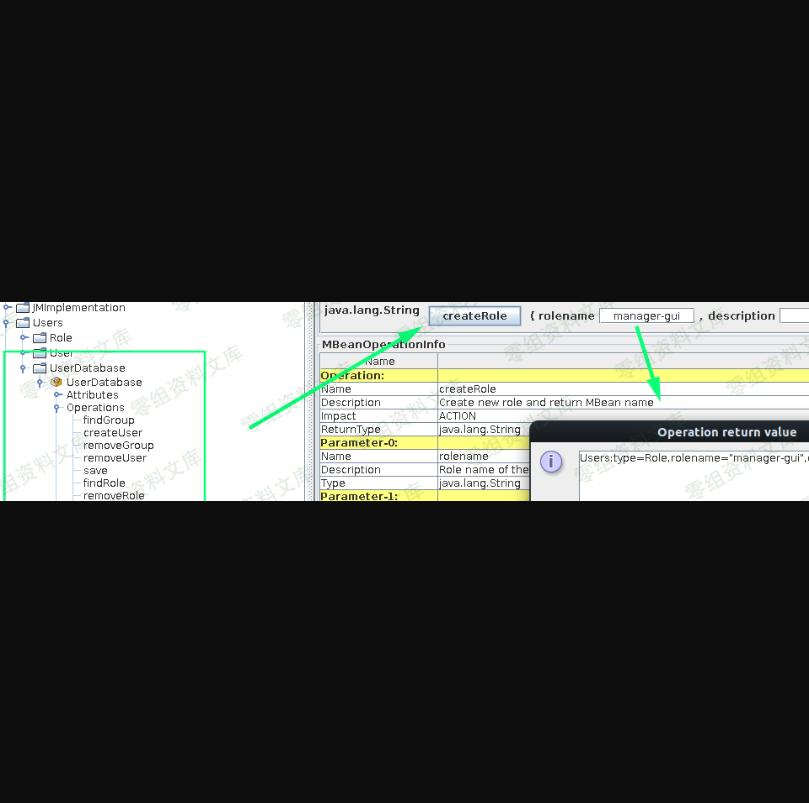 JMImplementation
Users
Role
User
UserDatabase
UserDatabase
Attributes
Operations
findGroup
createUser
removeGroup
removeUser
save
findRole
removeRole
java.lang.String
createRole
{ rolename manager-gui , description
MBeanOperationInfo
Name
Operation:
Name createRole
Description Create new role and return MBean name
Impact ACTION
ReturnType java.lang.String
Parameter-0:
Name rolename
Description Role name of the
Type java.lang.String
Parameter-1:
Operation return value
Users:type=Role,rolename="manager-gui",
零组资料文库